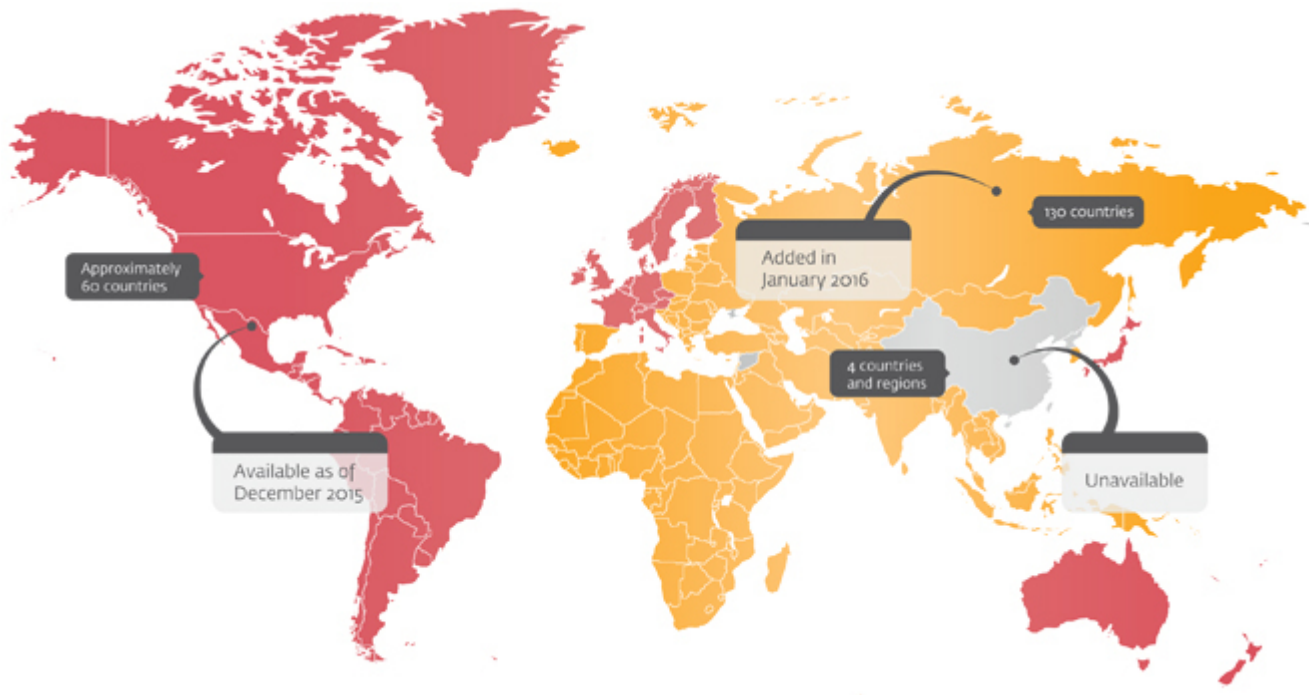 130 countries
Added in
January 2016
Approximately
60 countries
4 countries
and regions
Available as of
December 2015
Unavailable